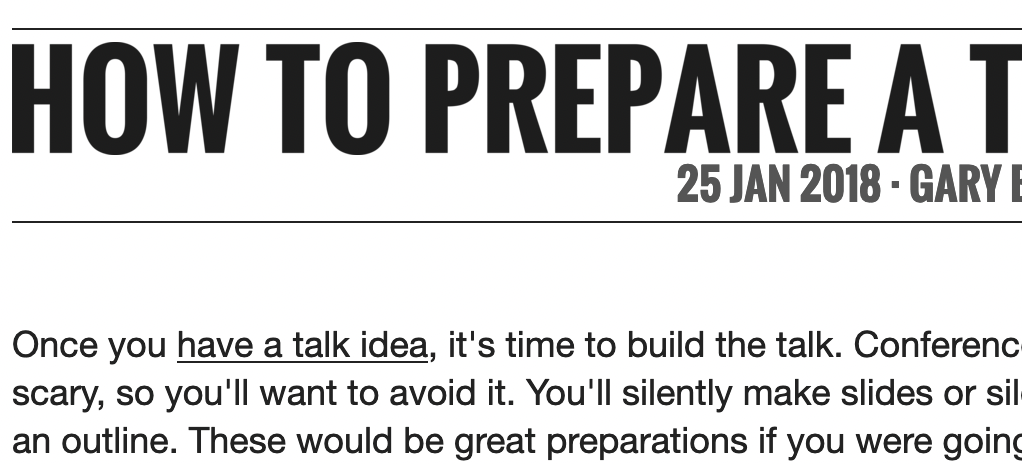 HOW TO PREPARE A T
25 JAN 2018 · GARY
Once you have a talk idea, it's time to build the talk. Conferenc
scary, so you'll want to avoid it. You'll silently make slides or sil
an outline. These would be great preparations if you were going